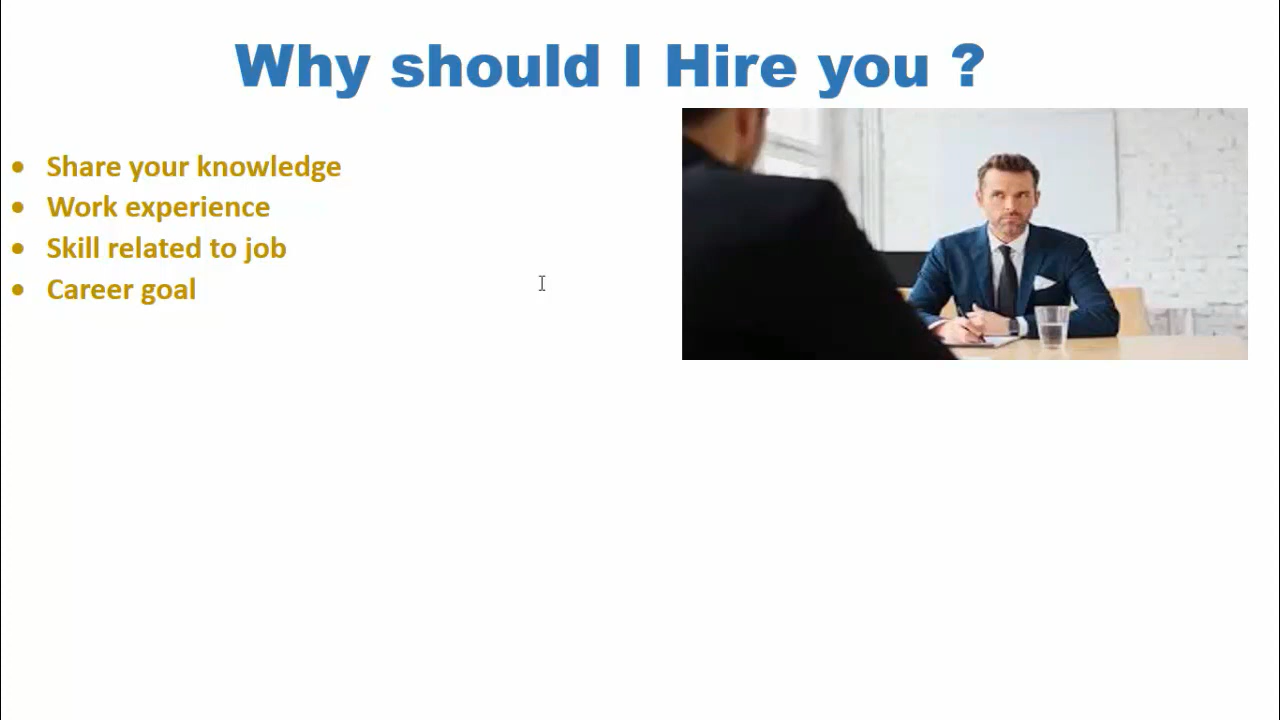 Why should I Hire you ?
• Share your knowledge
• Work experience
• Skill related to job
• Career goal